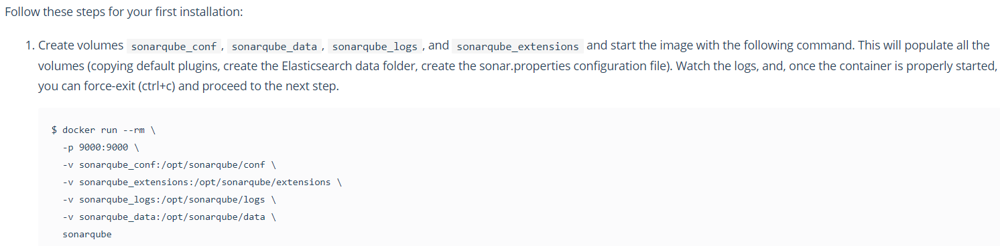 Follow these steps for your first installation:
1. Create volumes sonarqube_conf , sonarqube_data , sonarqube_logs , and sonarqube_extensions and start the image with the following command. This will populate all the
volumes (copying default plugins, create the Elasticsearch data folder, create the sonar.properties configuration file). Watch the logs, and, once the container is properly started,
you can force-exit (ctrl+c) and proceed to the next step.
$ docker run --rm \
-p 9000:9000 \
-v sonarqube_conf:/opt/sonarqube/conf \
-v sonarqube_extensions:/opt/sonarqube/extensions \
-v sonarqube_logs:/opt/sonarqube/logs \
-v sonarqube_data:/opt/sonarqube/data \
sonarqube